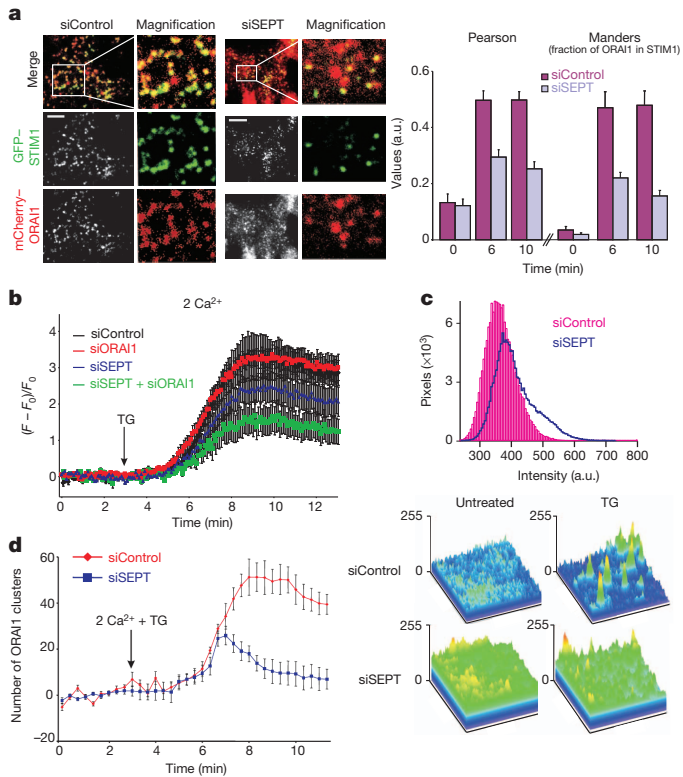 a
siControl
Magnification
siSEPT
Magnification
Merge
GFP–
STIM1
mCherry–
ORAI1
Pearson
Manders
(fraction of ORAI1 in STIM1)
siControl
siSEPT
Values (a.u.)
0.6
0.4
0.2
0
0
6
10
0
6
10
Time (min)
b
2 Ca²⁺
siControl
siORAI1
siSEPT
siSEPT + siORAI1
(F – F₀)/F₀
4
3
2
1
0
TG
0
2
4
6
8
10
12
Time (min)
c
siControl
siSEPT
Pixels (×10³)
6
3
0
300
400
500
600
700
800
Intensity (a.u.)
Untreated
TG
255
255
siControl
0
0
255
255
siSEPT
0
0
d
siControl
siSEPT
2 Ca²⁺ + TG
Number of ORAI1 clusters
60
40
20
0
–20
0
2
4
6
8
10
Time (min)